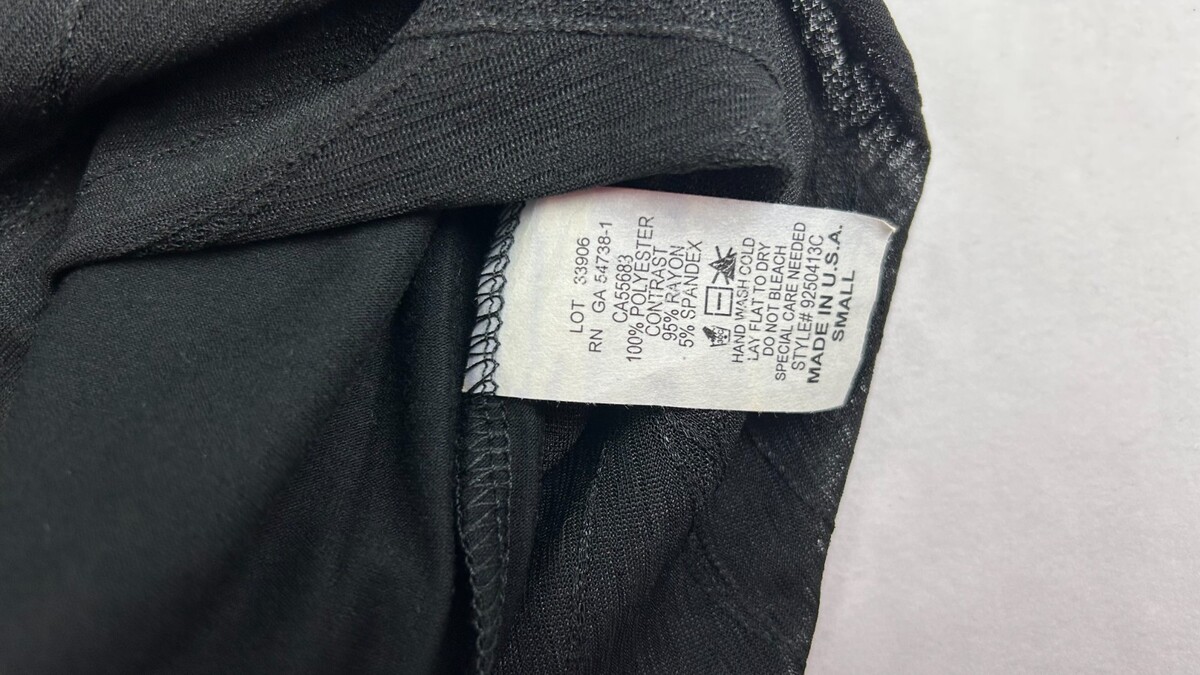 LOT 33906
RN GA 54738-1
CA55683
100% POLYESTER
CONTRAST
95% RAYON
5% SPANDEX
HAND WASH COLD
LAY FLAT TO DRY
DO NOT BLEACH
SPECIAL CARE NEEDED
STYLE# 9250413C
MADE IN U.S.A.
SMALL